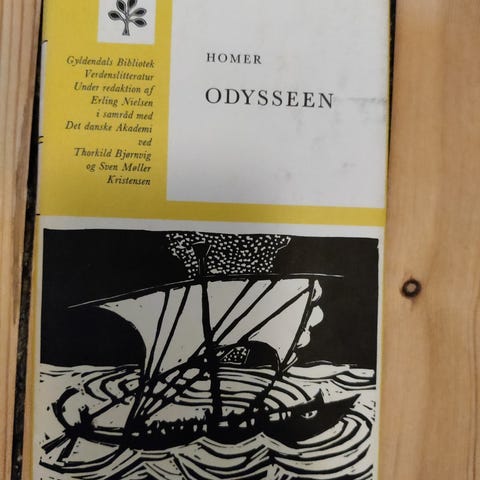 Gyldendals Bibliotek
Verdenslitteratur
Under redaktion af
Erling Nielsen
i samråd med
Det danske Akademi
ved
Thorkild Bjørnvig
og Sven Møller
Kristensen
HOMER
ODYSSEEN